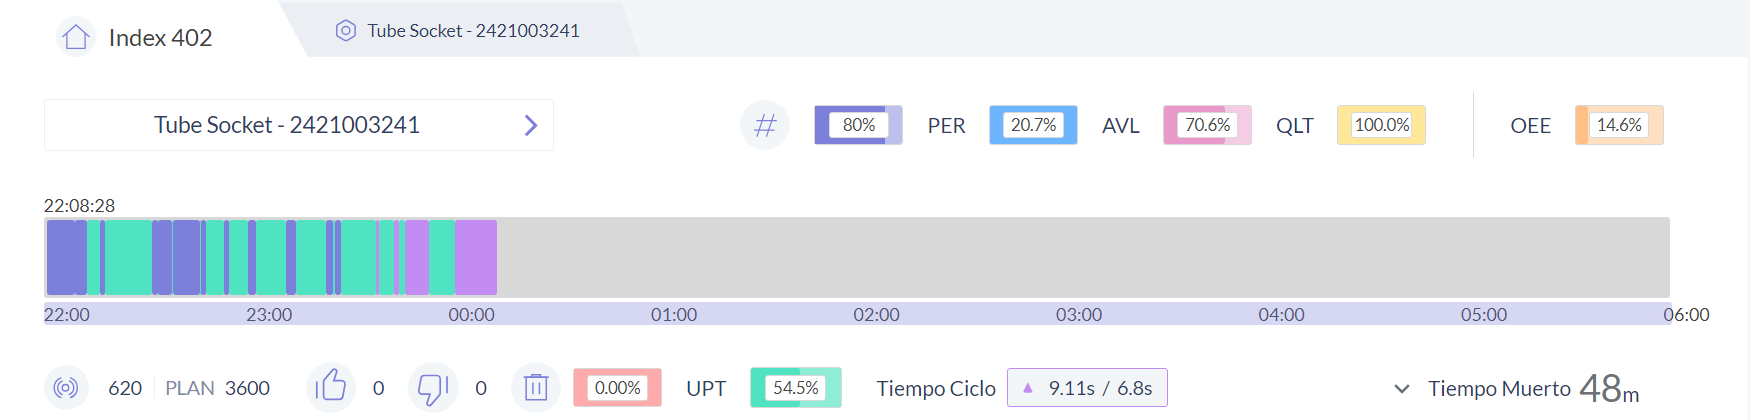 Index 402
Tube Socket - 2421003241
Tube Socket - 2421003241
# 80% PER 20.7% AVL 70.6% QLT 100.0% OEE 14.6%
22:08:28
22:00 23:00 00:00 01:00 02:00 03:00 04:00 05:00 06:00
620 PLAN 3600 0 0 0.00% UPT 54.5% Tiempo Ciclo ▲ 9.11s / 6.8s Tiempo Muerto 48m